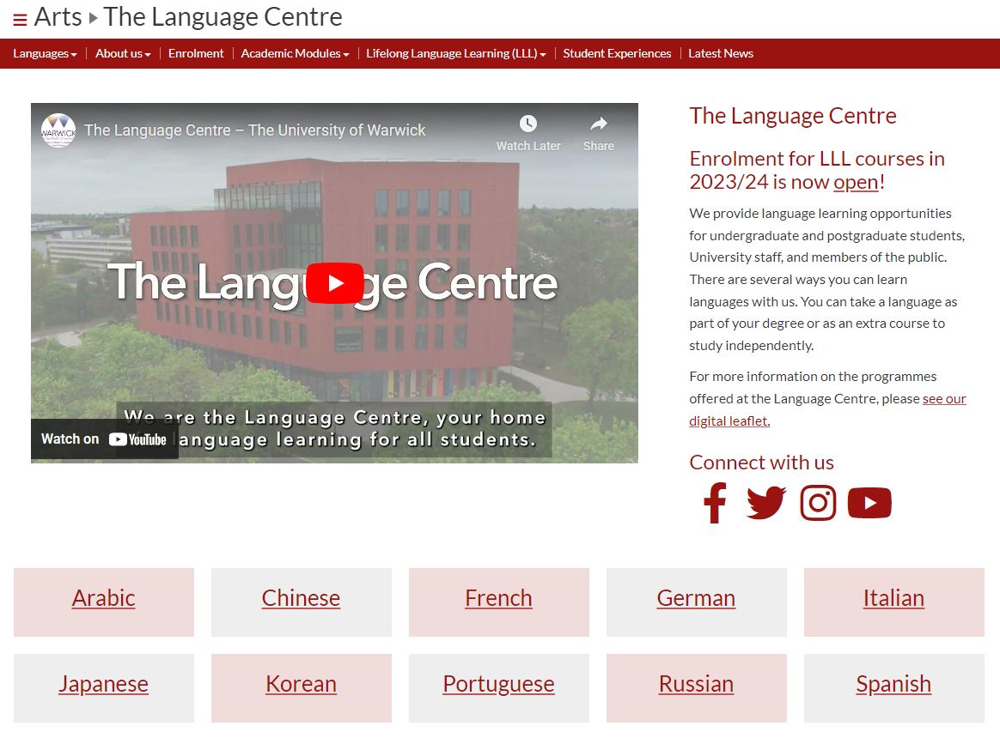 Arts ▸ The Language Centre
Languages
About us
Enrolment
Academic Modules
Lifelong Language Learning (LLL)
Student Experiences
Latest News
WARWICK
The Language Centre – The University of Warwick
Watch Later
Share
The Language Centre
We are the Language Centre, your home
language learning for all students.
Watch on YouTube
The Language Centre
Enrolment for LLL courses in
2023/24 is now open!
We provide language learning opportunities
for undergraduate and postgraduate students,
University staff, and members of the public.
There are several ways you can learn
languages with us. You can take a language as
part of your degree or as an extra course to
study independently.
For more information on the programmes
offered at the Language Centre, please see our
digital leaflet.
Connect with us
Arabic
Chinese
French
German
Italian
Japanese
Korean
Portuguese
Russian
Spanish